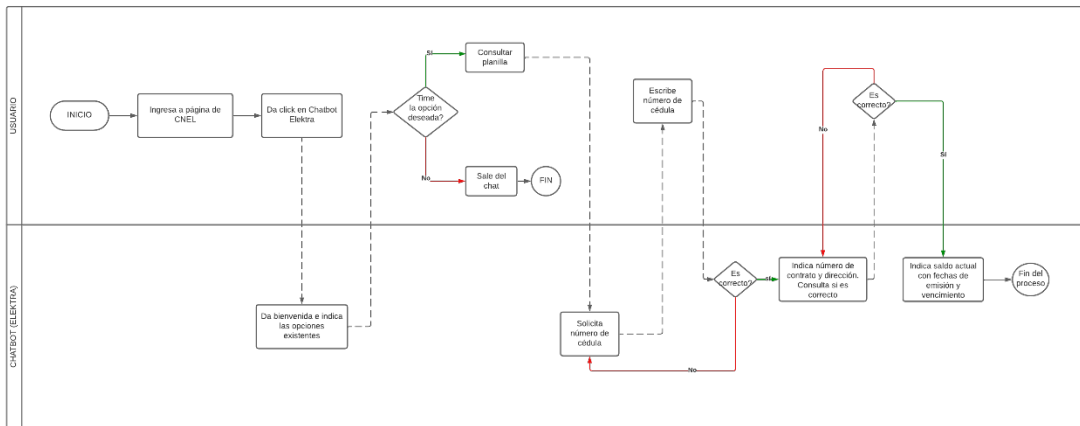 USUARIO
INICIO
Ingresa a página de
CNEL
Da click en Chatbot
Elektra
Time
la opción
deseada?
SI
Consultar
planilla
No
Sale del
chat
FIN
Escribe
número de
cédula
Es
correcto?
No
Sí
CHATBOT (ELEKTRA)
Da bienvenida e indica
las opciones
existentes
Solicita
número de
cédula
Es
correcto?
No
Indica número de
contrato y dirección.
Consulta si es
correcto
Indica saldo actual
con fechas de
emisión y
vencimiento
Fin del
proceso